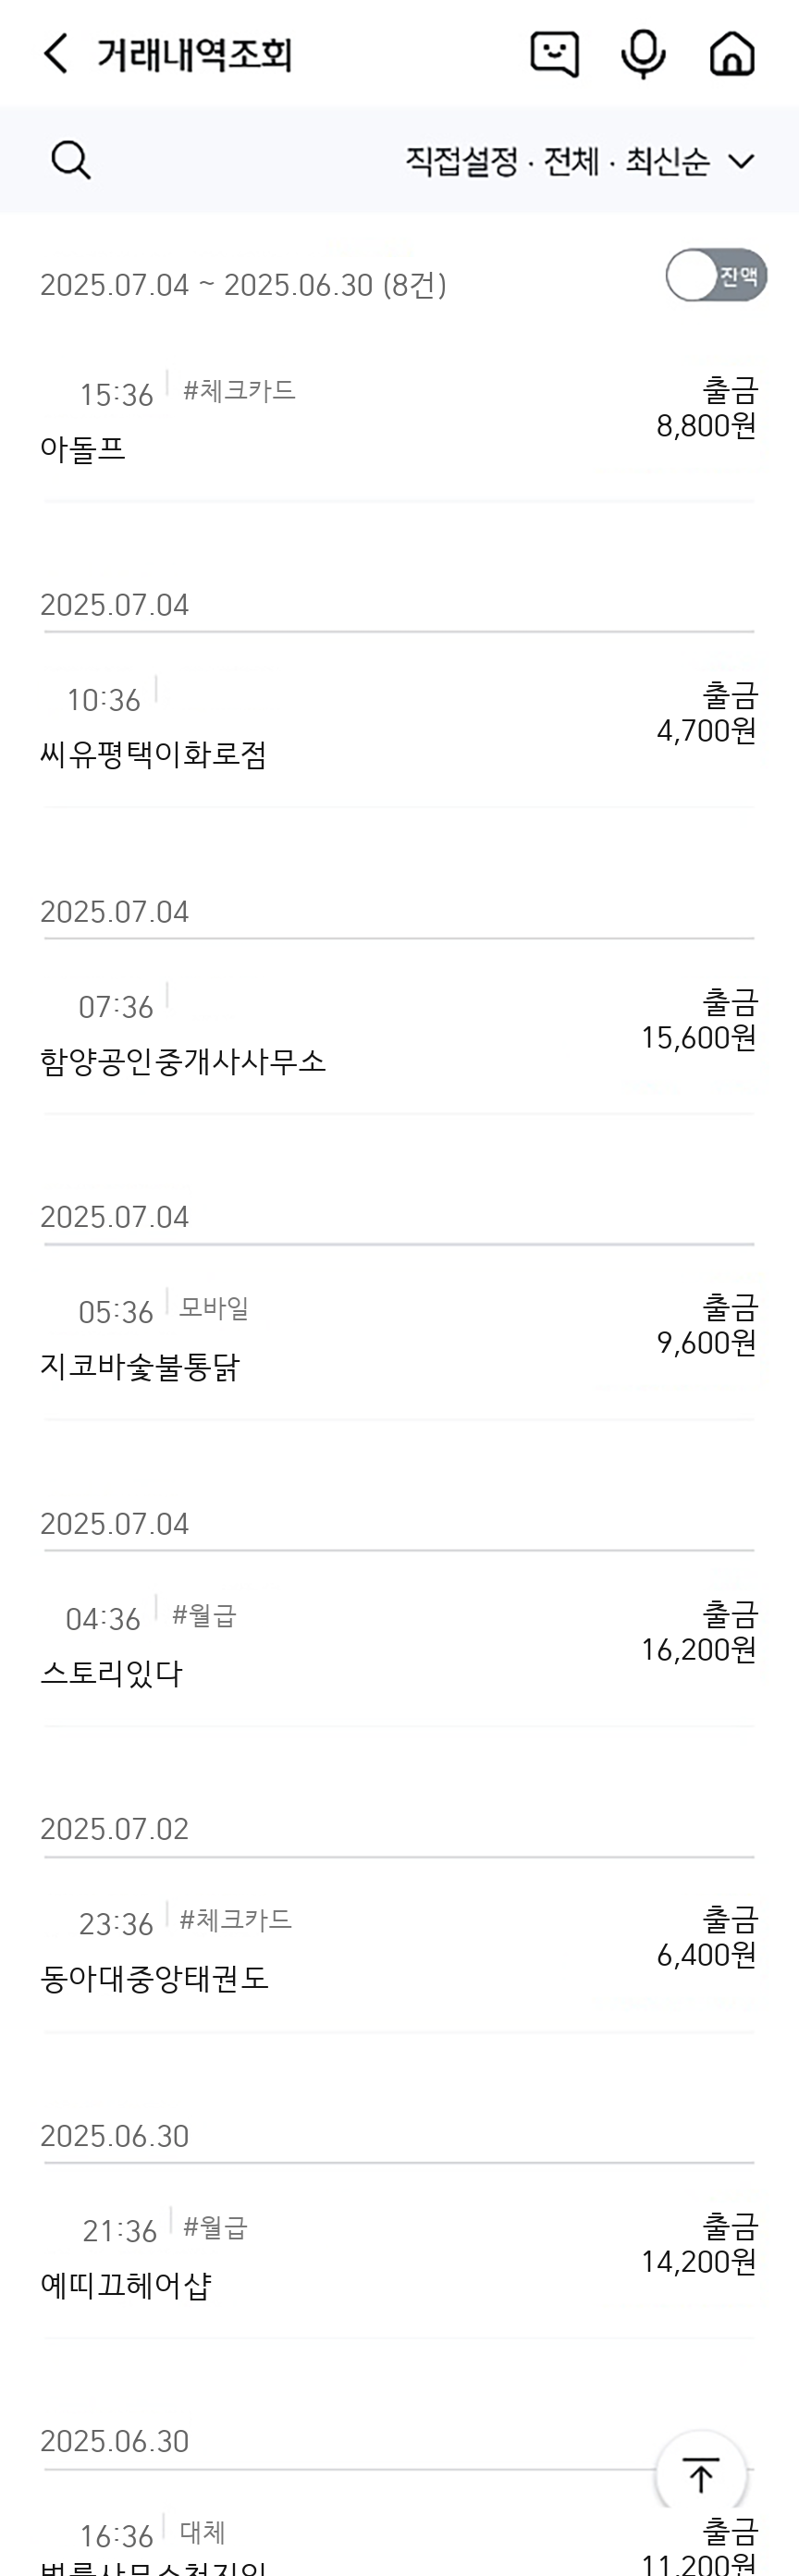 거래내역조회
직접설정 · 전체 · 최신순
2025.07.04 ~ 2025.06.30 (8건)
잔액
15:36 #체크카드
출금
8,800원
아돌프
2025.07.04
10:36
출금
4,700원
씨유평택이화로점
2025.07.04
07:36
출금
15,600원
함양공인중개사사무소
2025.07.04
05:36 모바일
출금
9,600원
지코바숯불통닭
2025.07.04
04:36 #월급
출금
16,200원
스토리있다
2025.07.02
23:36 #체크카드
출금
6,400원
동아대중앙태권도
2025.06.30
21:36 #월급
출금
14,200원
예띠끄헤어샵
2025.06.30
16:36 대체
출금
11,200원